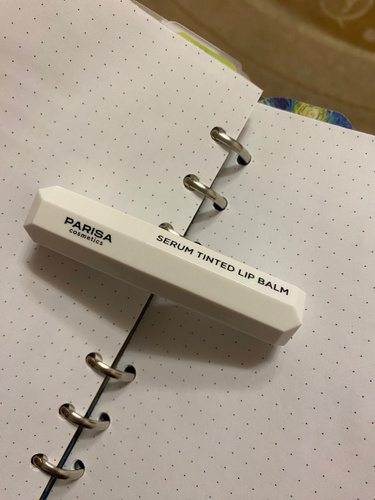 PARISA
cosmetics
SERUM TINTED LIP BALM